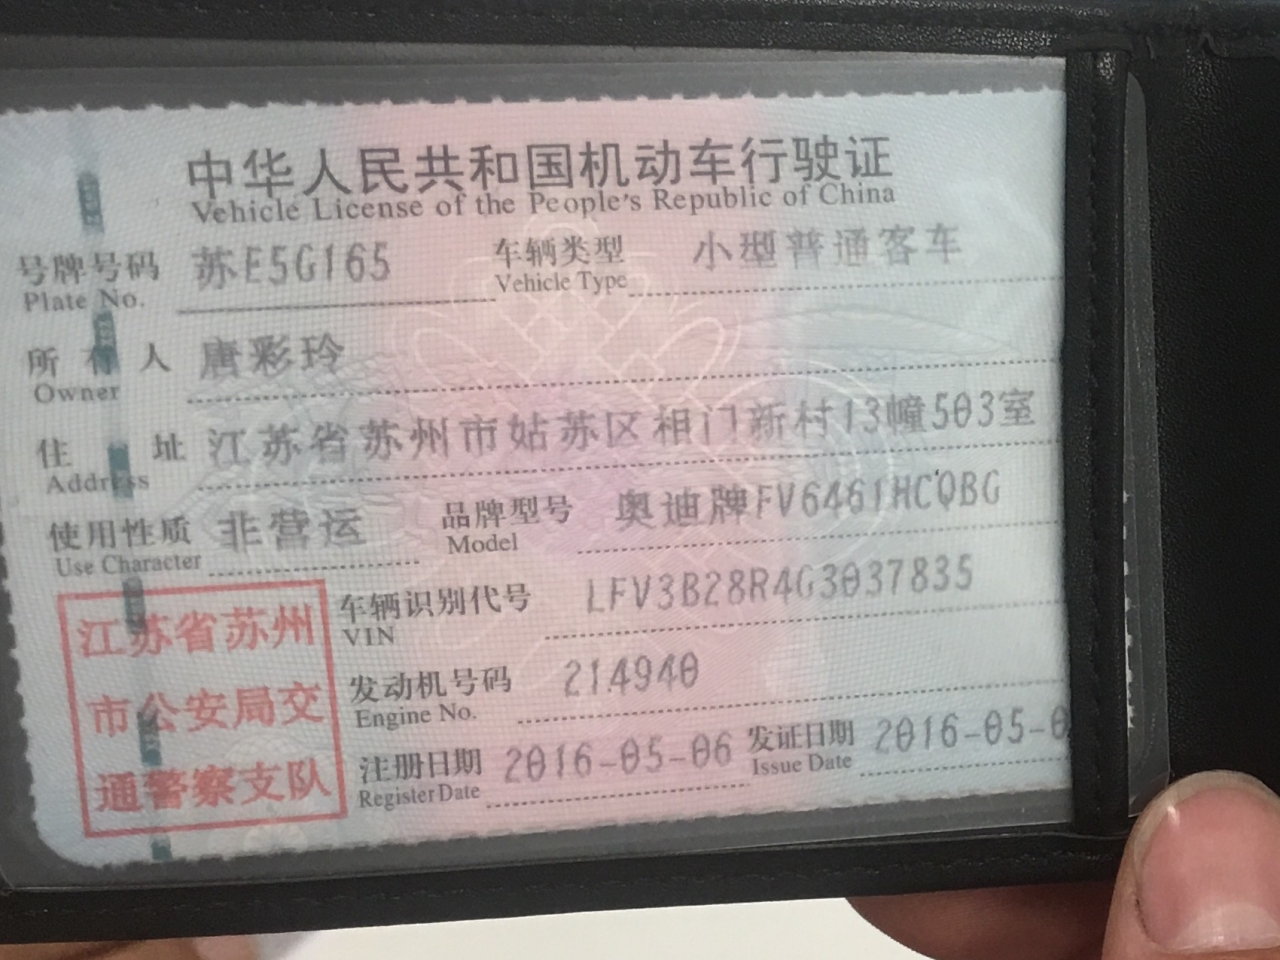 中华人民共和国机动车行驶证
Vehicle License of the People's Republic of China
号牌号码 苏E5G165 车辆类型 小型普通客车
Plate No. Vehicle Type
所有人 唐彩玲
Owner
住址 江苏省苏州市姑苏区相门新村13幢503室
Address
使用性质 非营运 品牌型号 奥迪牌FV6461HCQBG
Use Character Model
车辆识别代号 LFV3B28R4G3037835
VIN
发动机号码 214940
Engine No.
注册日期 2016-05-06 发证日期 2016-05-0
Register Date Issue Date
江苏省苏州
市公安局交
通警察支队